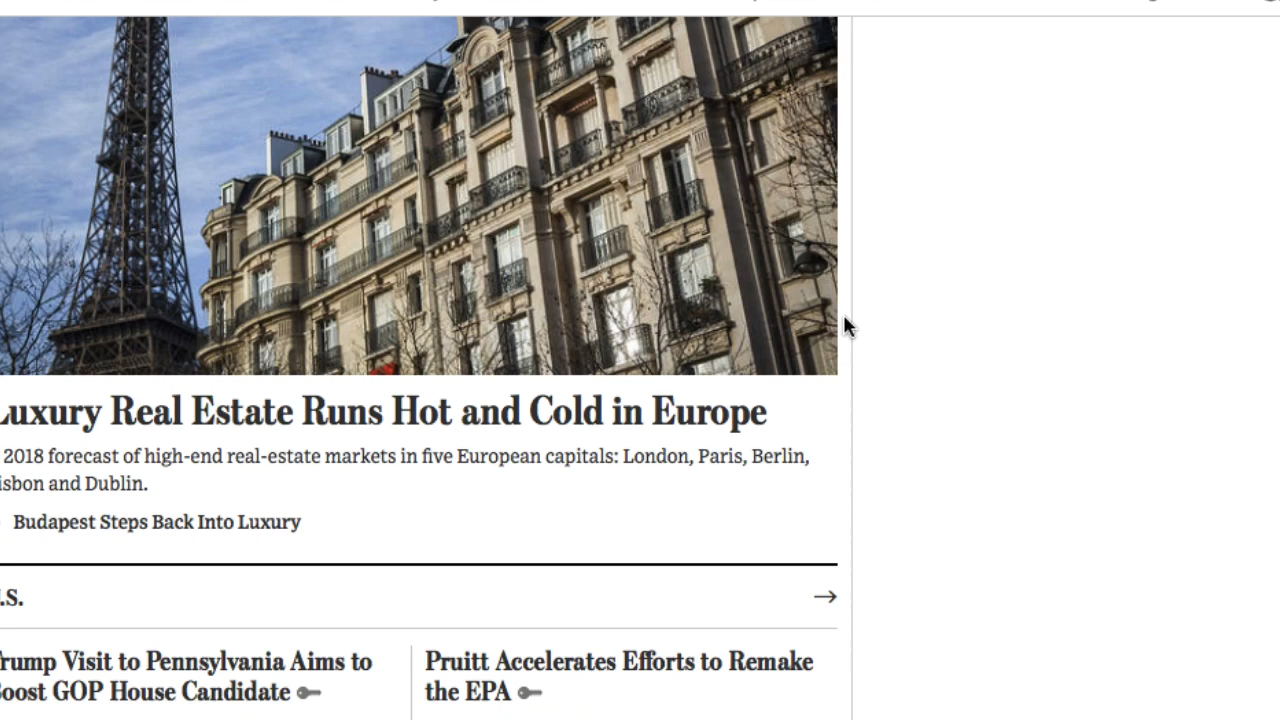 Luxury Real Estate Runs Hot and Cold in Europe
2018 forecast of high-end real-estate markets in five European capitals: London, Paris, Berlin,
isbon and Dublin.
Budapest Steps Back Into Luxury
.S. →
Trump Visit to Pennsylvania Aims to
Boost GOP House Candidate
Pruitt Accelerates Efforts to Remake
the EPA